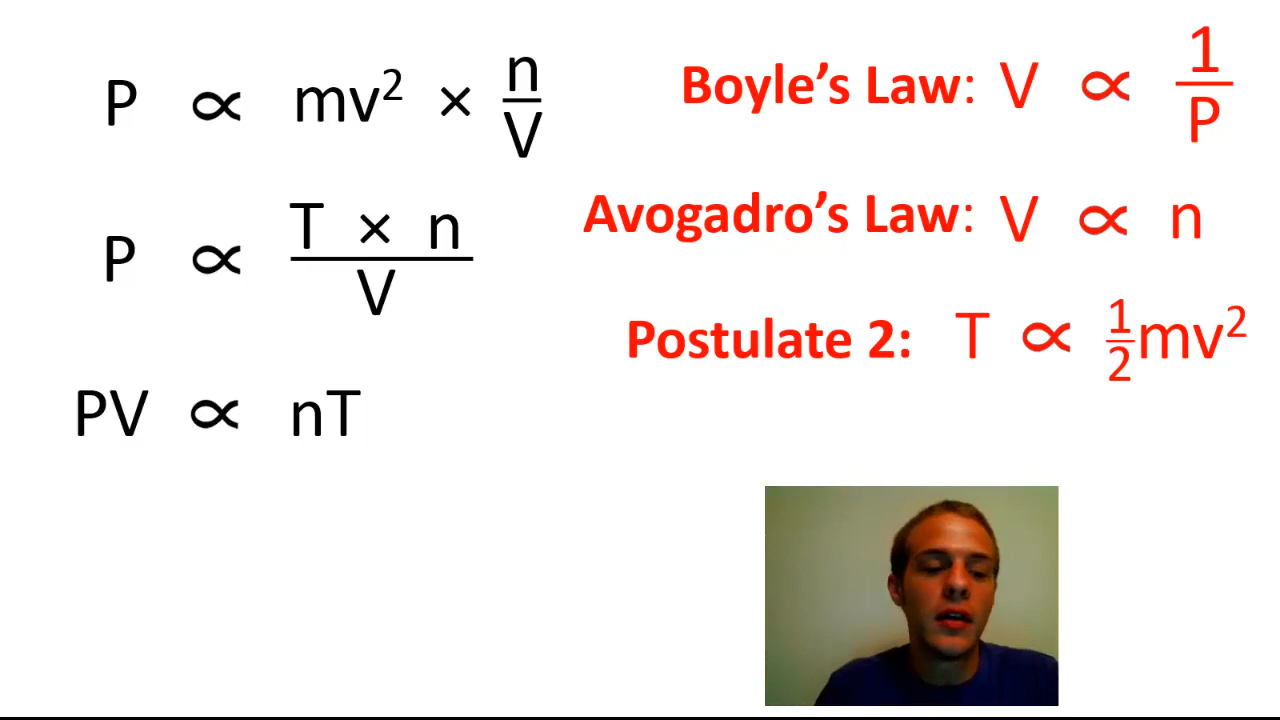 P ∝ mv² × n/V
P ∝ T × n / V
PV ∝ nT
Boyle’s Law: V ∝ 1/P
Avogadro’s Law: V ∝ n
Postulate 2: T ∝ ½mv²